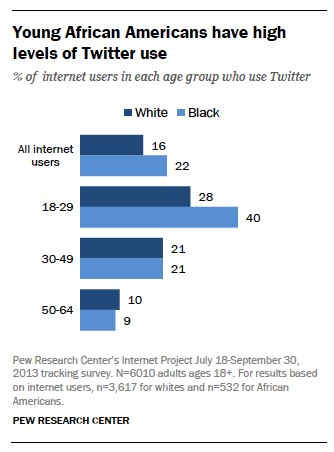 Young African Americans have high
levels of Twitter use
% of internet users in each age group who use Twitter
White Black
All internet
users
16
22
18-29
28
40
30-49
21
21
50-64
10
9
Pew Research Center's Internet Project July 18-September 30,
2013 tracking survey. N=6010 adults ages 18+. For results based
on internet users, n=3,617 for whites and n=532 for African
Americans.
PEW RESEARCH CENTER